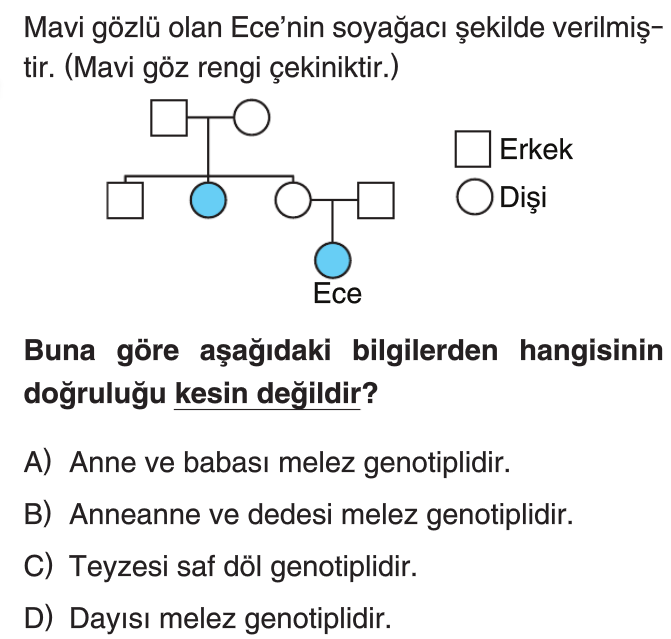 Mavi gözlü olan Ece’nin soyağacı şekilde verilmiş-
tir. (Mavi göz rengi çekiniktir.)
Erkek
Dişi
Ece
Buna göre aşağıdaki bilgilerden hangisinin
doğruluğu kesin değildir?
A) Anne ve babası melez genotiplidir.
B) Anneanne ve dedesi melez genotiplidir.
C) Teyzesi saf döl genotiplidir.
D) Dayısı melez genotiplidir.